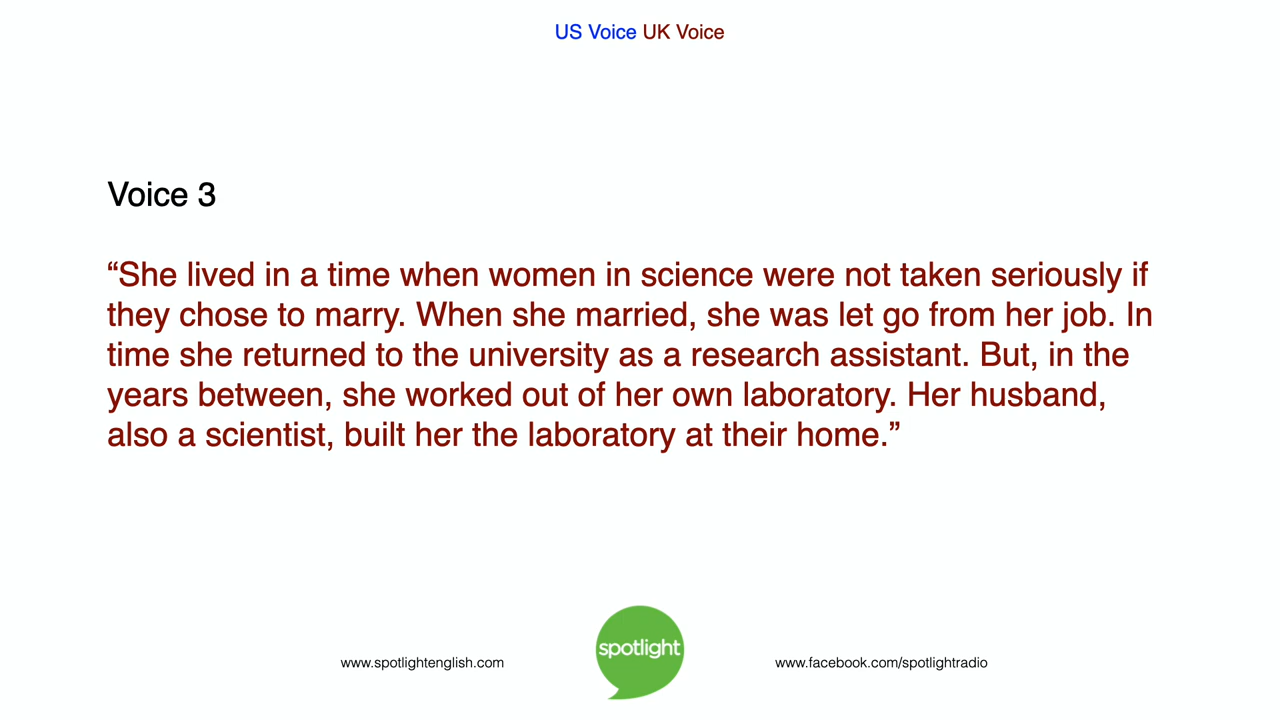 US Voice UK Voice
Voice 3
“She lived in a time when women in science were not taken seriously if
they chose to marry. When she married, she was let go from her job. In
time she returned to the university as a research assistant. But, in the
years between, she worked out of her own laboratory. Her husband,
also a scientist, built her the laboratory at their home.”
www.spotlightenglish.com
spotlight
www.facebook.com/spotlightradio